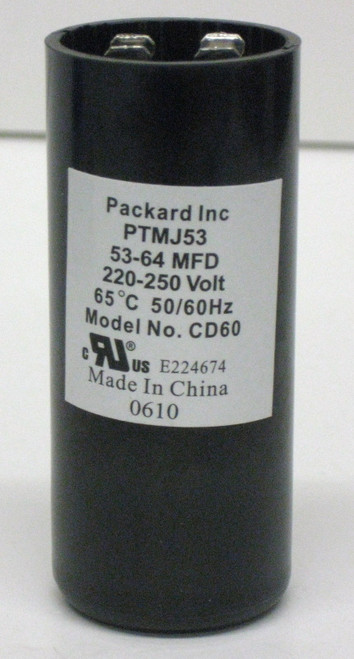 Packard Inc
PTMJ53
53-64 MFD
220-250 Volt
65°C 50/60Hz
Model No. CD60
c RU® US E224674
Made In China
0610